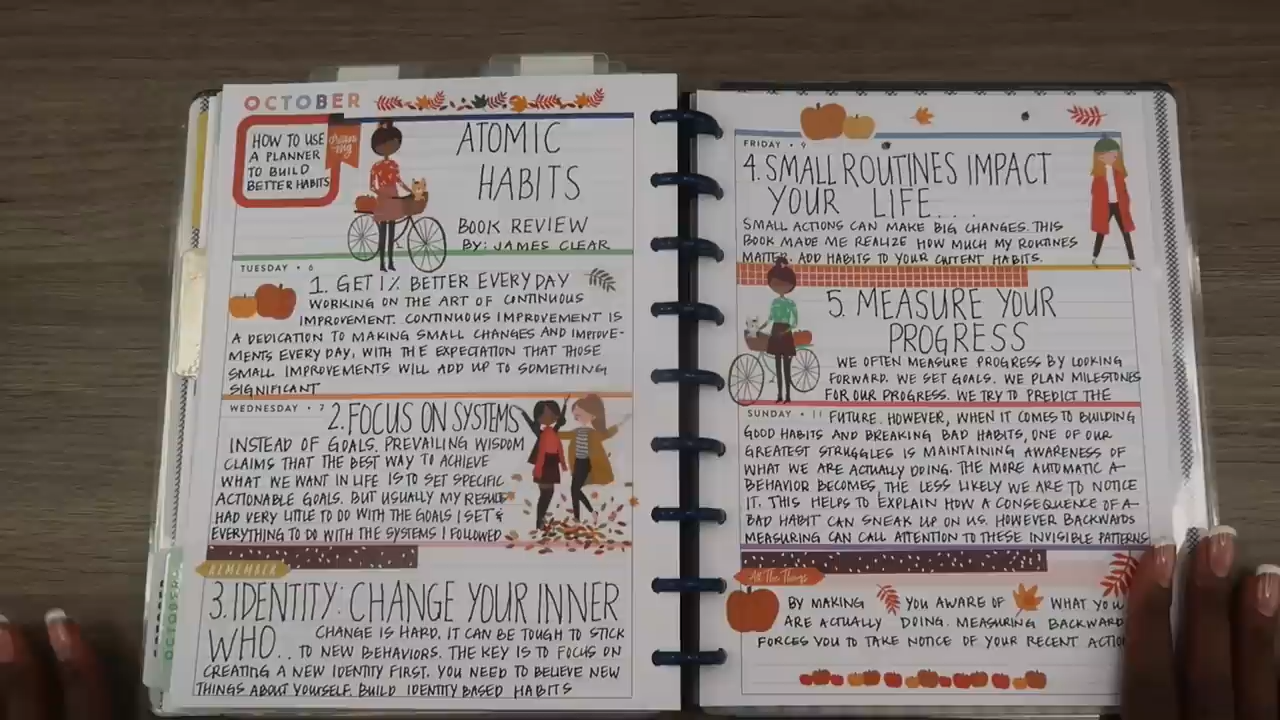 OCTOBER
HOW TO USE
A PLANNER
TO BUILD
BETTER HABITS
dream
big
ATOMIC
HABITS
BOOK REVIEW
BY: JAMES CLEAR
TUESDAY • 6
1. GET 1% BETTER EVERY DAY
WORKING ON THE ART OF CONTINUOUS
IMPROVEMENT. CONTINUOUS IMPROVEMENT IS
A DEDICATION TO MAKING SMALL CHANGES AND IMPROVE-
MENTS EVERY DAY, WITH THE EXPECTATION THAT THOSE
SMALL IMPROVEMENTS WILL ADD UP TO SOMETHING
SIGNIFICANT
WEDNESDAY • 7
2. FOCUS ON SYSTEMS
INSTEAD OF GOALS. PREVAILING WISDOM
CLAIMS THAT THE BEST WAY TO ACHIEVE
WHAT WE WANT IN LIFE IS TO SET SPECIFIC
ACTIONABLE GOALS. BUT USUALLY MY RESULTS
HAD VERY LITTLE TO DO WITH THE GOALS I SET &
EVERYTHING TO DO WITH THE SYSTEMS I FOLLOWED
REMEMBER
3. IDENTITY: CHANGE YOUR INNER
WHO... CHANGE IS HARD. IT CAN BE TOUGH TO STICK
TO NEW BEHAVIORS. THE KEY IS TO FOCUS ON
CREATING A NEW IDENTITY FIRST. YOU NEED TO BELIEVE NEW
THINGS ABOUT YOURSELF. BUILD IDENTITY BASED HABITS
OCTOBER
FRIDAY • 9
4. SMALL ROUTINES IMPACT
YOUR LIFE...
SMALL ACTIONS CAN MAKE BIG CHANGES. THIS
BOOK MADE ME REALIZE HOW MUCH MY ROUTINES
MATTER. ADD HABITS TO YOUR CUTENT HABITS.
5. MEASURE YOUR
PROGRESS
WE OFTEN MEASURE PROGRESS BY LOOKING
FORWARD. WE SET GOALS. WE PLAN MILESTONES
FOR OUR PROGRESS. WE TRY TO PREDICT THE
SUNDAY • 11
FUTURE. HOWEVER, WHEN IT COMES TO BUILDING
GOOD HABITS AND BREAKING BAD HABITS, ONE OF OUR
GREATEST STRUGGLES IS MAINTAINING AWARENESS OF
WHAT WE ARE ACTUALLY DOING. THE MORE AUTOMATIC A
BEHAVIOR BECOMES, THE LESS LIKELY WE ARE TO NOTICE
IT. THIS HELPS TO EXPLAIN HOW A CONSEQUENCE OF A
BAD HABIT CAN SNEAK UP ON US. HOWEVER BACKWARDS
MEASURING CAN CALL ATTENTION TO THESE INVISIBLE PATTERNS
All The Things
BY MAKING YOU AWARE OF WHAT YOU
ARE ACTUALLY DOING. MEASURING BACKWARD
FORCES YOU TO TAKE NOTICE OF YOUR RECENT